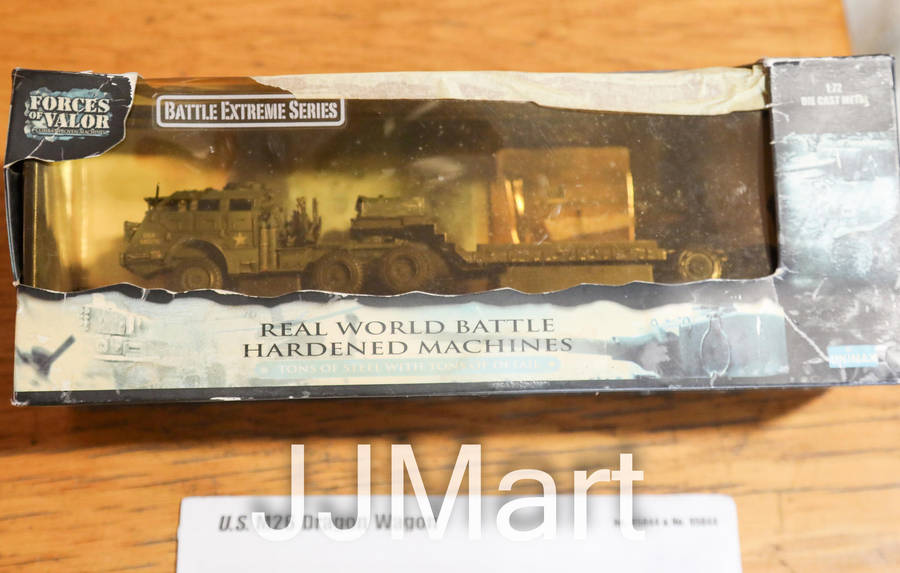 FORCES
OF VALOR
BATTLE EXTREME SERIES
1:72
DIE CAST METAL
REAL WORLD BATTLE
HARDENED MACHINES
TONS OF STEEL WITH TONS OF DETAIL
UNIMAX
JJMart
U.S. M26 Dragon Wagon